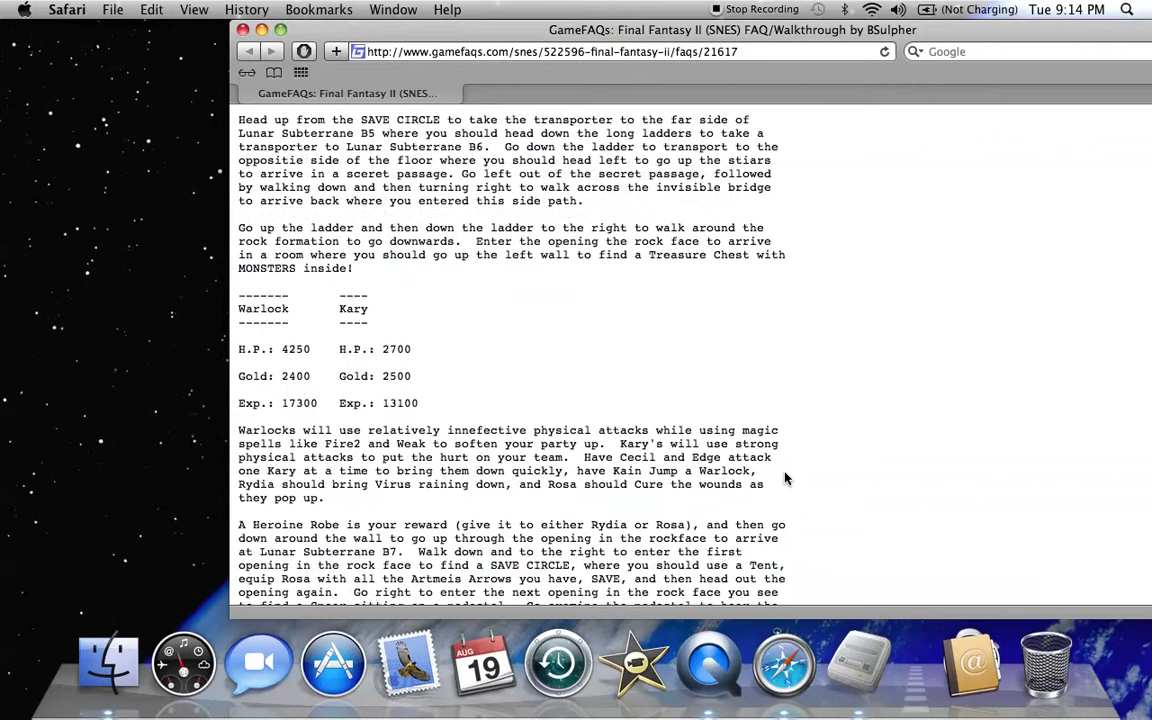 Safari File Edit View History Bookmarks Window Help Stop Recording (Not Charging) Tue 9:14 PM
GameFAQs: Final Fantasy II (SNES) FAQ/Walkthrough by BSulpher
http://www.gamefaqs.com/snes/522596-final-fantasy-ii/faqs/21617 Google
GameFAQs: Final Fantasy II (SNES...
Head up from the SAVE CIRCLE to take the transporter to the far side of
Lunar Subterrane B5 where you should head down the long ladders to take a
transporter to Lunar Subterrane B6. Go down the ladder to transport to the
oppositie side of the floor where you should head left to go up the stiars
to arrive in a sceret passage. Go left out of the secret passage, followed
by walking down and then turning right to walk across the invisible bridge
to arrive back where you entered this side path.
Go up the ladder and then down the ladder to the right to walk around the
rock formation to go downwards. Enter the opening the rock face to arrive
in a room where you should go up the left wall to find a Treasure Chest with
MONSTERS inside!
------- ----
Warlock Kary
------- ----
H.P.: 4250 H.P.: 2700
Gold: 2400 Gold: 2500
Exp.: 17300 Exp.: 13100
Warlocks will use relatively innefective physical attacks while using magic
spells like Fire2 and Weak to soften your party up. Kary's will use strong
physical attacks to put the hurt on your team. Have Cecil and Edge attack
one Kary at a time to bring them down quickly, have Kain Jump a Warlock,
Rydia should bring Virus raining down, and Rosa should Cure the wounds as
they pop up.
A Heroine Robe is your reward (give it to either Rydia or Rosa), and then go
down around the wall to go up through the opening in the rockface to arrive
at Lunar Subterrane B7. Walk down and to the right to enter the first
opening in the rock face to find a SAVE CIRCLE, where you should use a Tent,
equip Rosa with all the Artmeis Arrows you have, SAVE, and then head out the
opening again. Go right to enter the next opening in the rock face you see
AUG
19